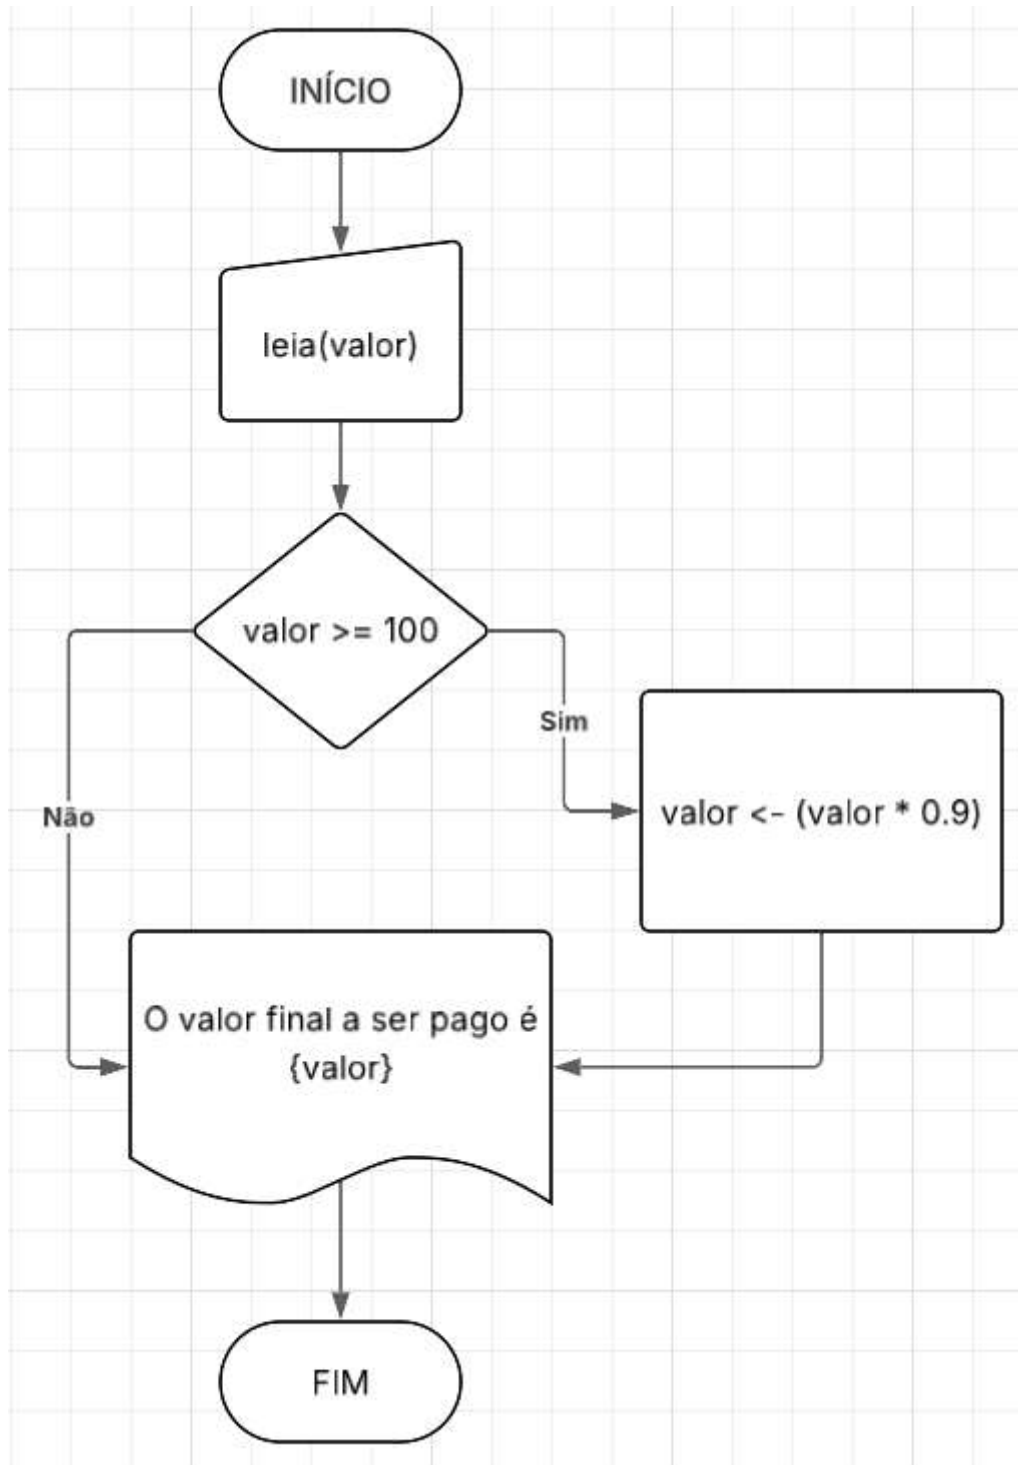 INÍCIO
leia(valor)
valor >= 100
Sim
valor <- (valor * 0.9)
Não
O valor final a ser pago é
{valor}
FIM